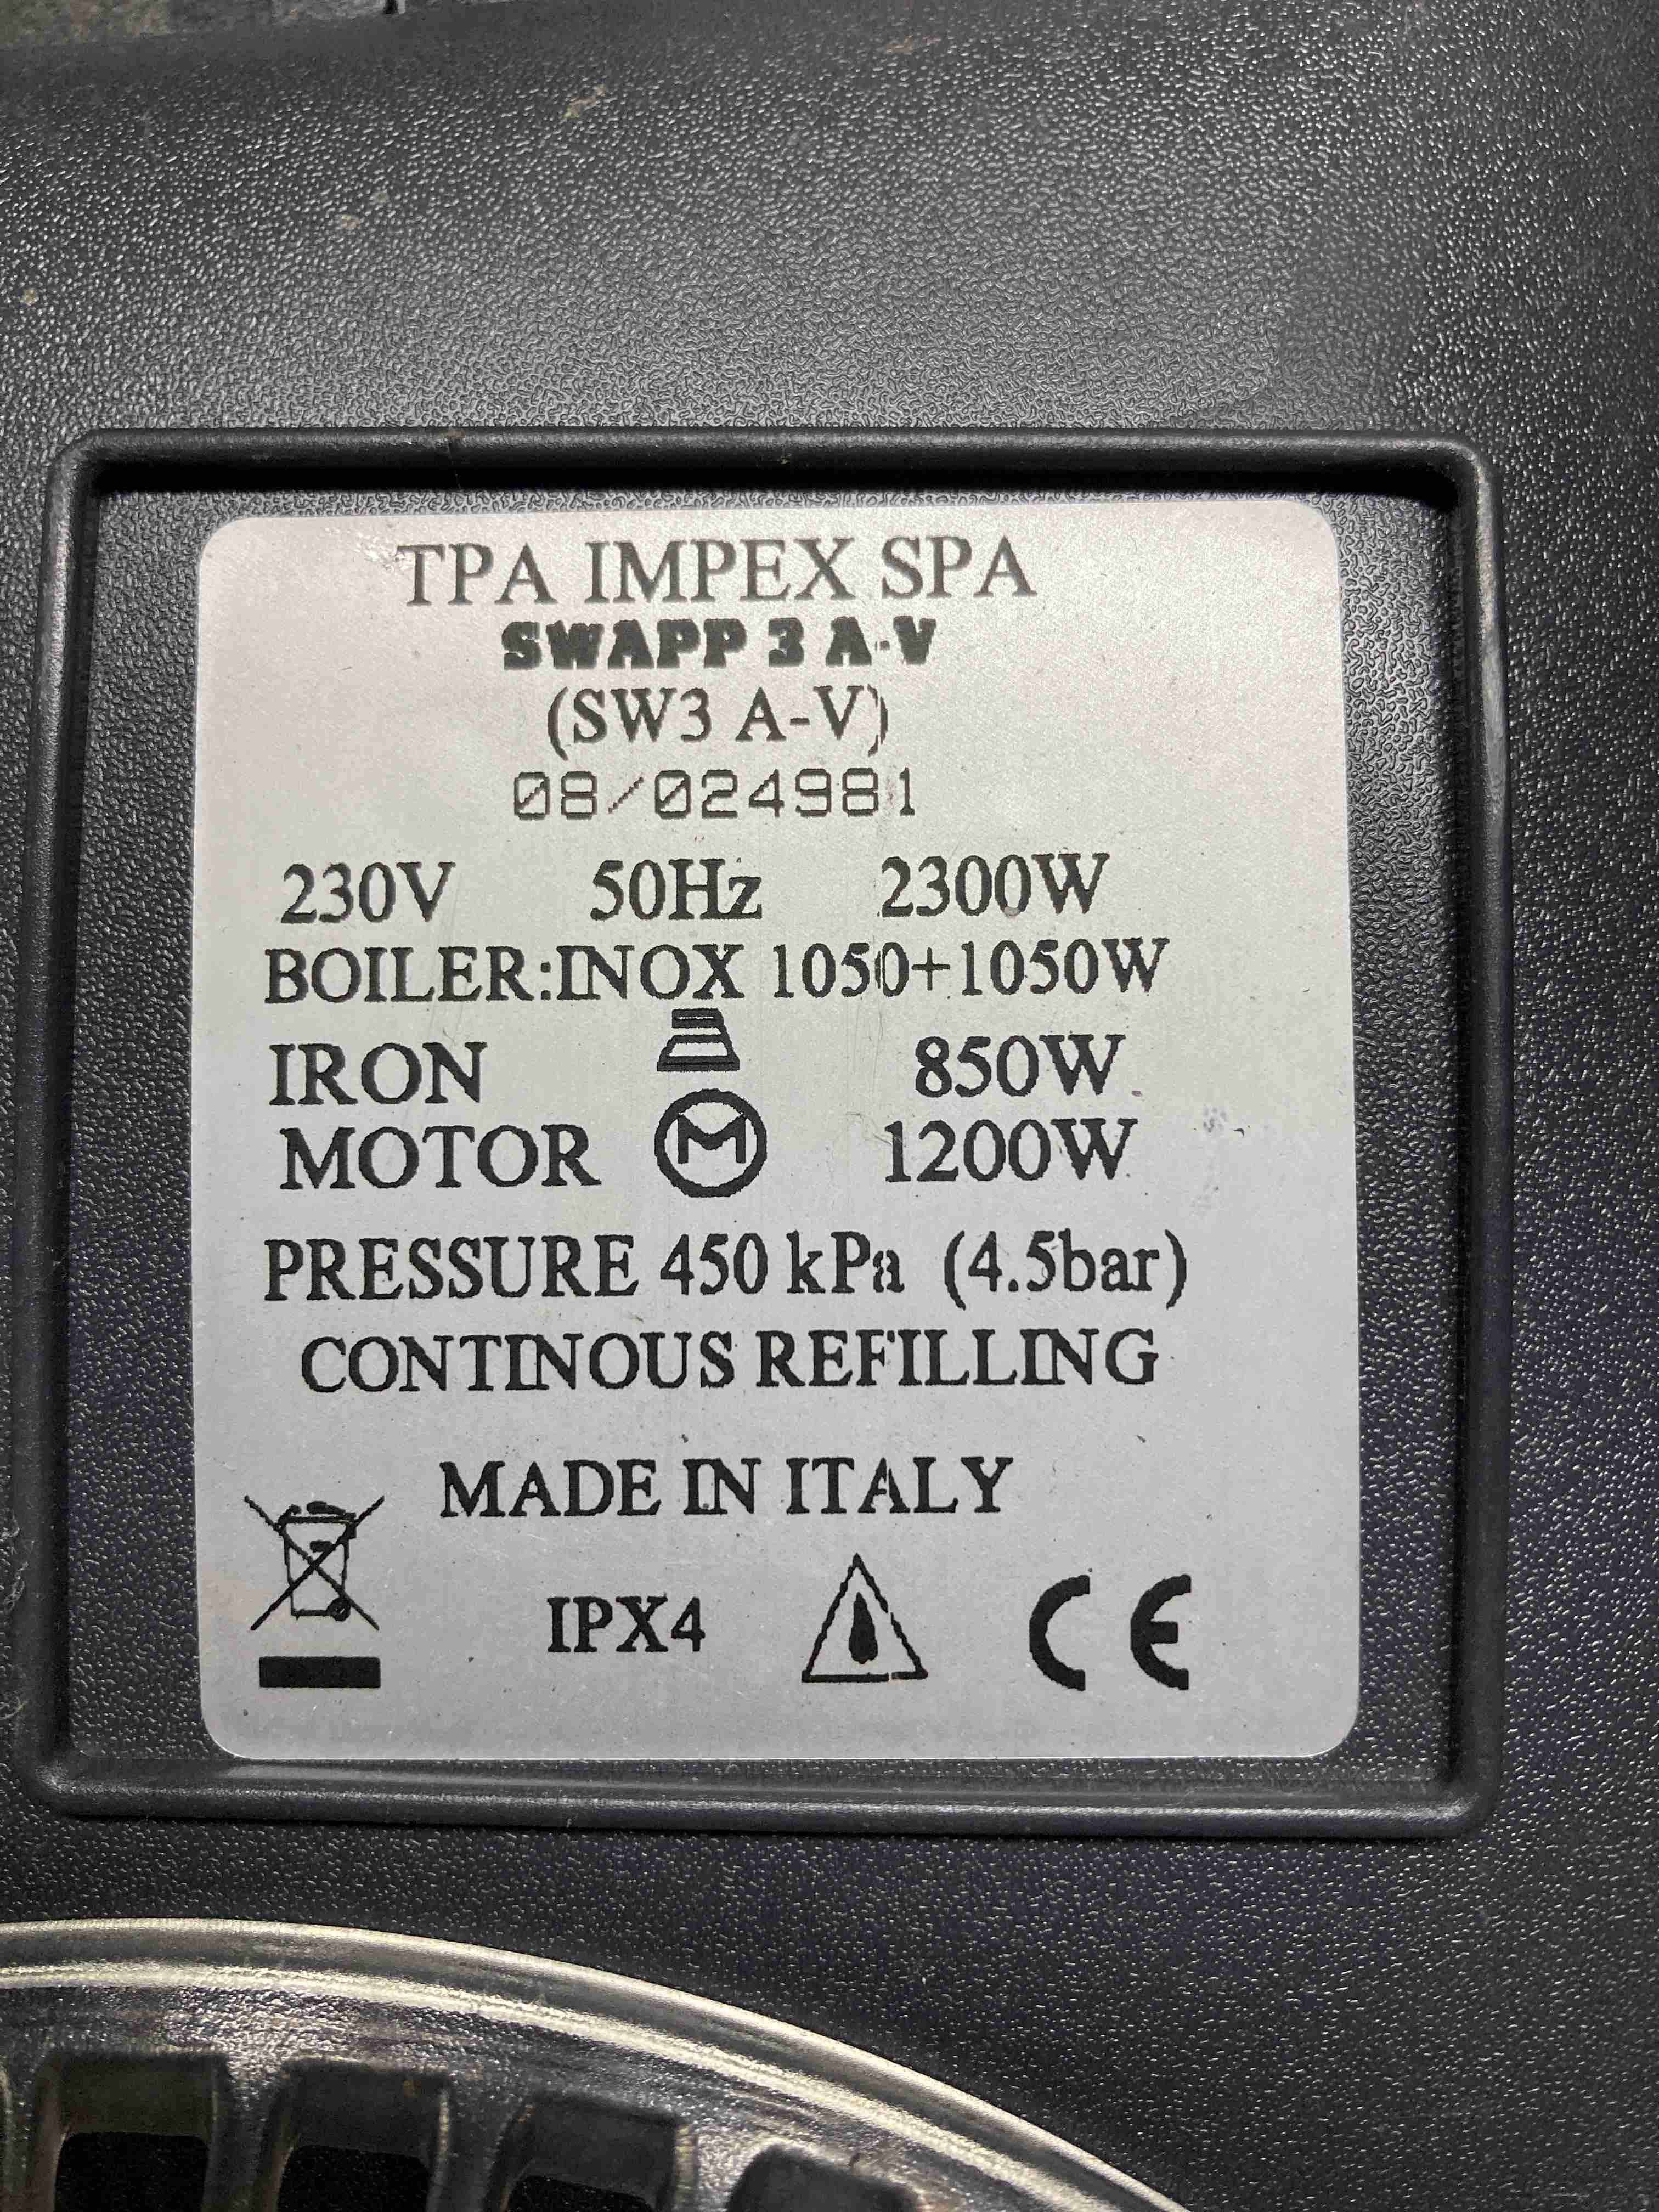 TPA IMPEX SPA
SWAPP 3 A-V
(SW3 A-V)
08/024981
230V 50Hz 2300W
BOILER:INOX 1050+1050W
IRON 850W
MOTOR M 1200W
PRESSURE 450 kPa (4.5bar)
CONTINOUS REFILLING
MADE IN ITALY
IPX4 CE